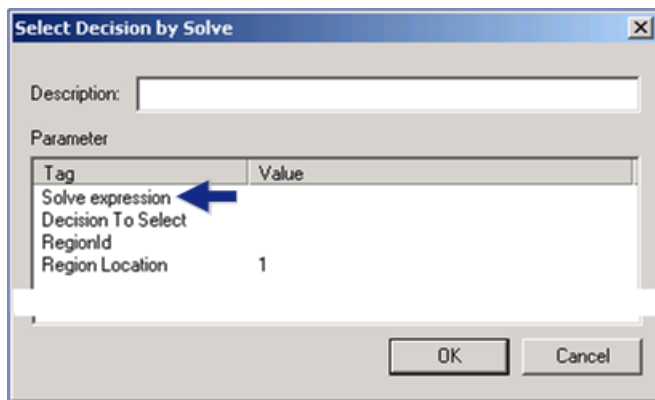 Select Decision by Solve
Description:
Parameter
Tag Value
Solve expression
Decision To Select
RegionId
Region Location 1
OK Cancel